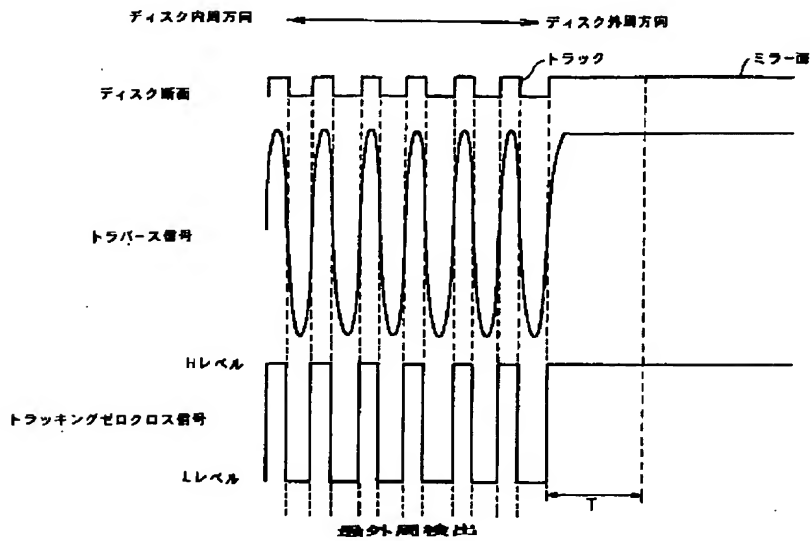 ディスク内周方向
ディスク外周方向
トラック
ミラー面
ディスク断面
トラバース信号
Hレベル
トラッキングゼロクロス信号
Lレベル
T
最外周検出